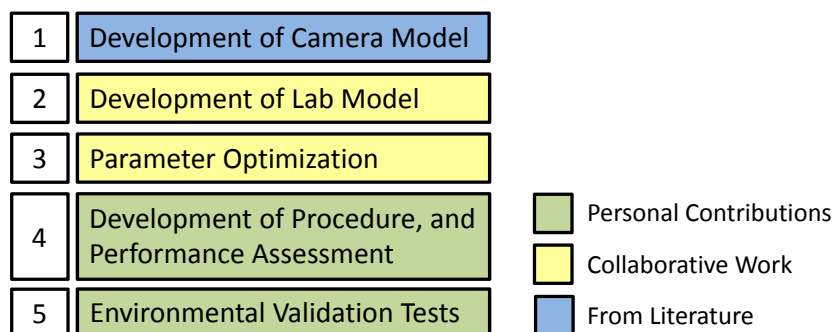 1 Development of Camera Model
2 Development of Lab Model
3 Parameter Optimization
4 Development of Procedure, and
Performance Assessment
5 Environmental Validation Tests
Personal Contributions
Collaborative Work
From Literature